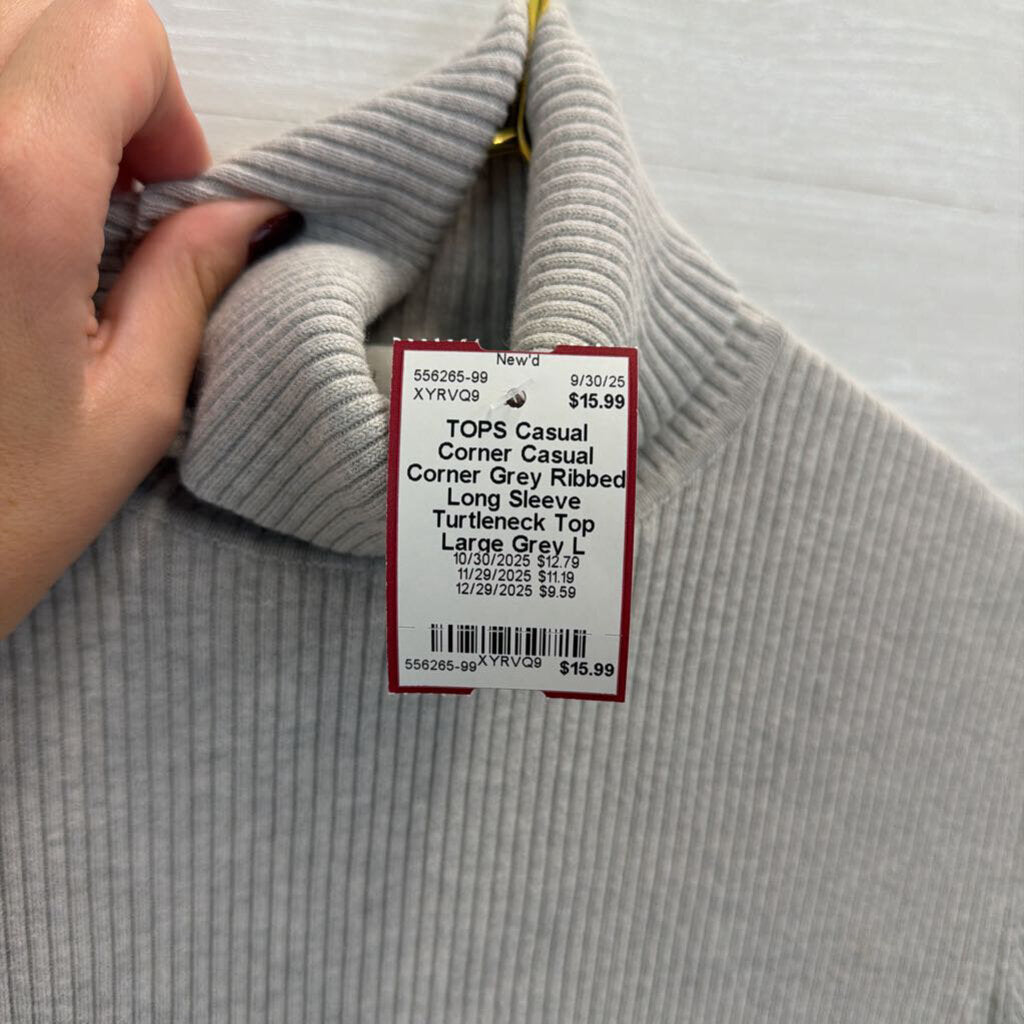 New'd
556265-99 9/30/25
XYRVQ9 $15.99
TOPS Casual
Corner Casual
Corner Grey Ribbed
Long Sleeve
Turtleneck Top
Large Grey L
10/30/2025 $12.79
11/29/2025 $11.19
12/29/2025 $9.59
556265-99 XYRVQ9 $15.99